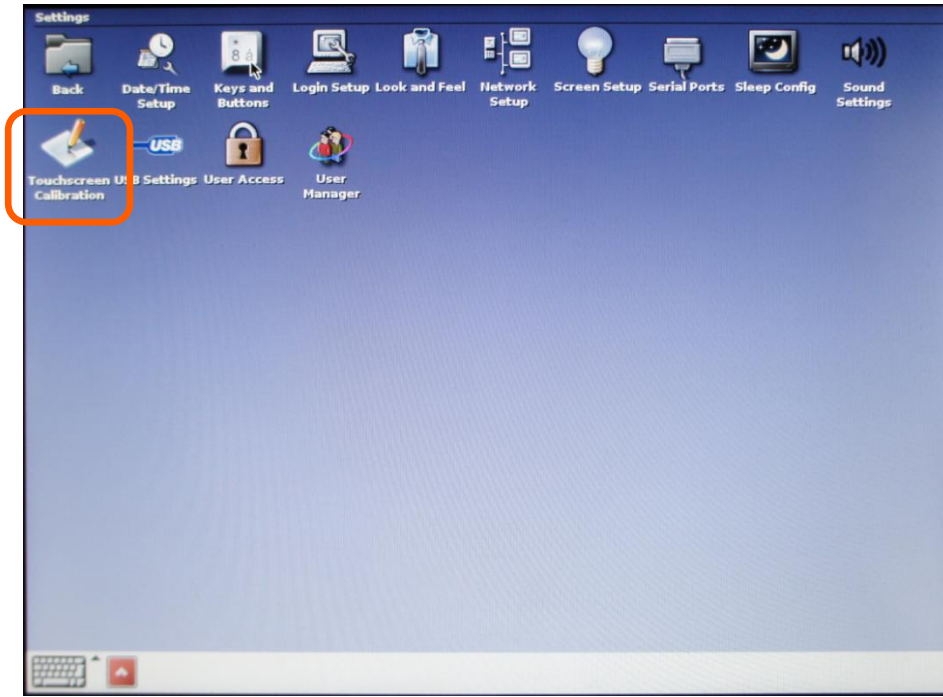 Settings
Back
Date/Time
Setup
Keys and
Buttons
Login Setup
Look and Feel
Network
Setup
Screen Setup
Serial Ports
Sleep Config
Sound
Settings
Touchscreen
Calibration
USB
USB Settings
User Access
User
Manager
8 á